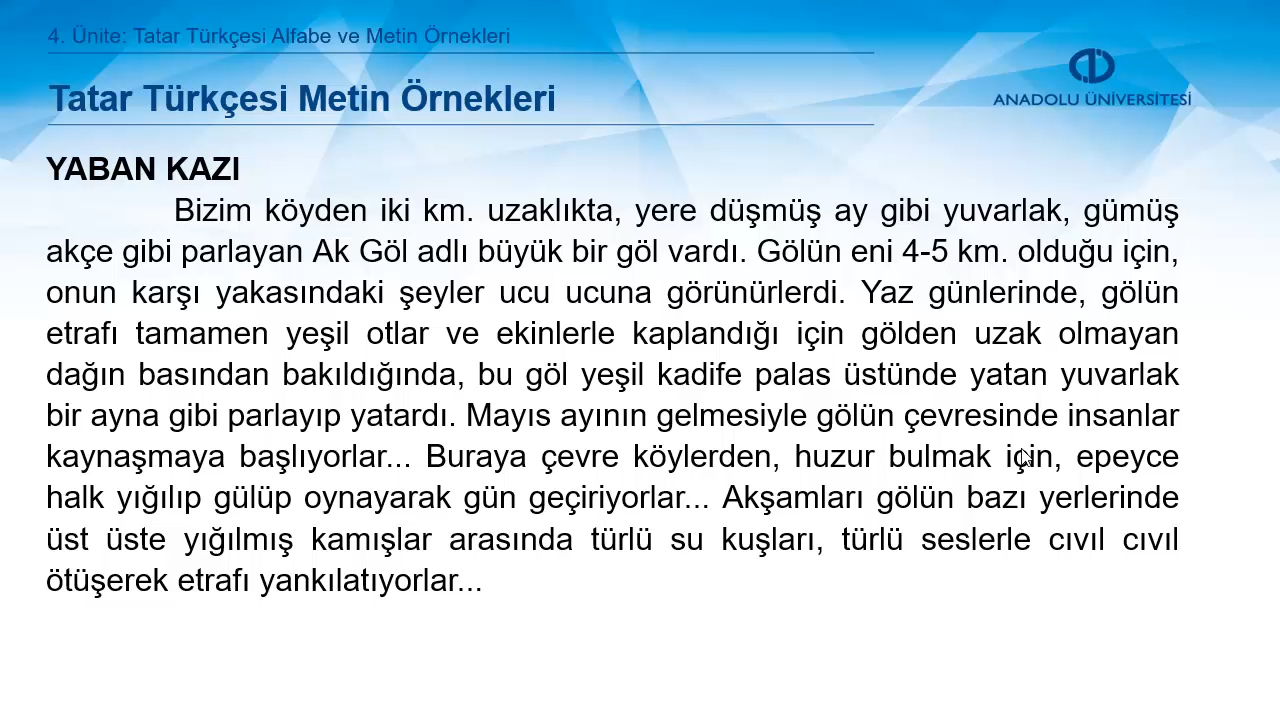 4. Ünite: Tatar Türkçesi Alfabe ve Metin Örnekleri
Tatar Türkçesi Metin Örnekleri
ANADOLU ÜNİVERSİTESİ
YABAN KAZI
Bizim köyden iki km. uzaklıkta, yere düşmüş ay gibi yuvarlak, gümüş
akçe gibi parlayan Ak Göl adlı büyük bir göl vardı. Gölün eni 4-5 km. olduğu için,
onun karşı yakasındaki şeyler ucu ucuna görünürlerdi. Yaz günlerinde, gölün
etrafı tamamen yeşil otlar ve ekinlerle kaplandığı için gölden uzak olmayan
dağın basından bakıldığında, bu göl yeşil kadife palas üstünde yatan yuvarlak
bir ayna gibi parlayıp yatardı. Mayıs ayının gelmesiyle gölün çevresinde insanlar
kaynaşmaya başlıyorlar... Buraya çevre köylerden, huzur bulmak için, epeyce
halk yığılıp gülüp oynayarak gün geçiriyorlar... Akşamları gölün bazı yerlerinde
üst üste yığılmış kamışlar arasında türlü su kuşları, türlü seslerle cıvıl cıvıl
ötüşerek etrafı yankılatıyorlar...